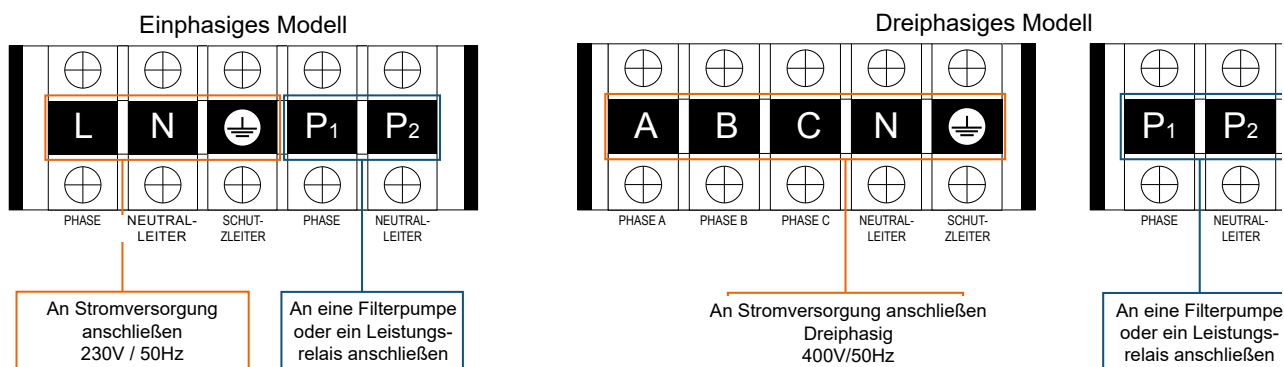 Einphasiges Modell
L N P1 P2
PHASE NEUTRAL- SCHUT- PHASE NEUTRAL-
LEITER ZLEITER LEITER
An Stromversorgung
anschließen
230V / 50Hz
An eine Filterpumpe
oder ein Leistungs-
relais anschließen
Dreiphasiges Modell
A B C N
PHASE A PHASE B PHASE C NEUTRAL- SCHUT-
LEITER ZLEITER
An Stromversorgung anschließen
Dreiphasig
400V/50Hz
P1 P2
PHASE NEUTRAL-
LEITER
An eine Filterpumpe
oder ein Leistungs-
relais anschließen